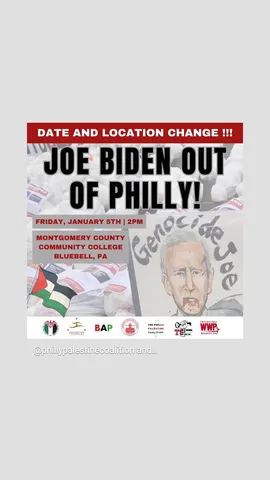 DATE AND LOCATION CHANGE !!!
JOE BIDEN OUT
OF PHILLY!
FRIDAY, JANUARY 5TH | 2PM
MONTGOMERY COUNTY
COMMUNITY COLLEGE
BLUEBELL, PA
Genocide Joe
BAP
WWP
@phillypalestinecoalition and...